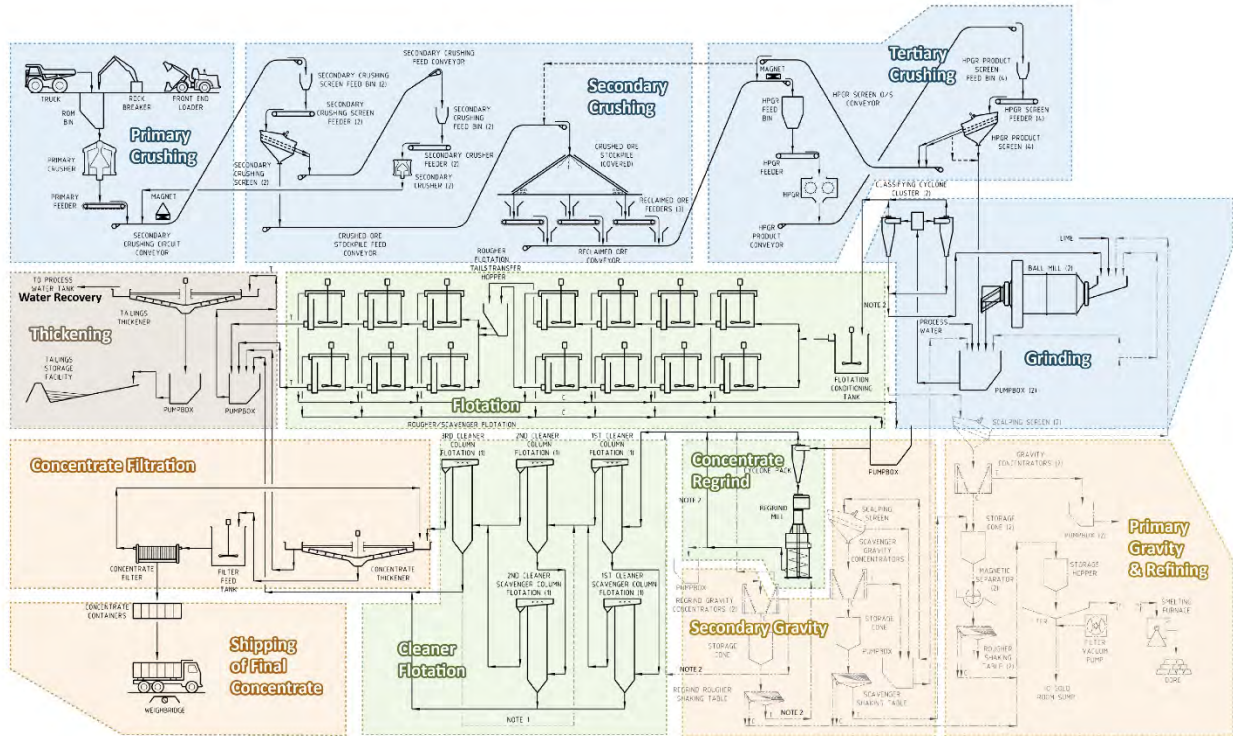 TRUCK
ROCK
BREAKER
FRONT END
LOADER
ROM
BIN
Primary
Crushing
PRIMARY
CRUSHER
PRIMARY
FEEDER
MAGNET
SECONDARY
CRUSHING CIRCUIT
CONVEYOR
SECONDARY CRUSHING
FEED CONVEYOR
SECONDARY
CRUSHING SCREEN
FEED BIN (2)
SECONDARY
CRUSHING SCREEN
FEEDER (2)
SECONDARY
CRUSHING
SCREEN (2)
SECONDARY
CRUSHING
FEED BIN (2)
SECONDARY CRUSHER
FEEDER (2)
SECONDARY
CRUSHER (2)
CRUSHED ORE
STOCKPILE FEED
CONVEYOR
Secondary
Crushing
CRUSHED ORE
STOCKPILE
(COVERED)
RECLAIMED ORE
FEEDERS (3)
RECLAIMED ORE
CONVEYOR
Tertiary
Crushing
MAGNET
HPGR
FEED
BIN
HPGR SCREEN O/S
CONVEYOR
HPGR
FEEDER
HPGR
HPGR
PRODUCT
CONVEYOR
HPGR PRODUCT
SCREEN
FEED BIN (4)
HPGR SCREEN
FEEDER (4)
HPGR PRODUCT
SCREEN (4)
CLASSIFYING CYCLONE
CLUSTER (2)
LIME
BALL MILL (2)
NOTE 2
PROCESS
WATER
Grinding
PUMPBOX (2)
TO PROCESS
WATER TANK
Water Recovery
TAILINGS
THICKENER
Thickening
TAILINGS
STORAGE
FACILITY
PUMPBOX
PUMPBOX
T
T
T
ROUGHER
FLOTATION
TAILS TRANSFER
HOPPER
Flotation
C
C
ROUGHER/SCAVENGER FLOTATION
FLOTATION
CONDITIONING
TANK
Concentrate Filtration
CONCENTRATE
FILTER
FILTER
FEED
TANK
CONCENTRATE
THICKENER
3RD CLEANER
COLUMN
FLOTATION (1)
2ND CLEANER
COLUMN
FLOTATION (1)
1ST CLEANER
COLUMN
FLOTATION (1)
2ND CLEANER
SCAVENGER COLUMN
FLOTATION (1)
1ST CLEANER
SCAVENGER COLUMN
FLOTATION (1)
Cleaner
Flotation
NOTE 1
NOTE 2
Concentrate
Regrind
CYCLONE PACK
REGRIND
MILL
PUMPBOX
SCALPING
SCREEN
SCAVENGER
GRAVITY
CONCENTRATORS
PUMPBOX
REGRIND GRAVITY
CONCENTRATORS (2)
Secondary Gravity
STORAGE
CONE
STORAGE
CONE
PUMPBOX
NOTE 2
REGRIND ROUGHER
SHAKING TABLE
NOTE 2
SCAVENGER
SHAKING TABLE
SCALPING SCREEN (2)
GRAVITY
CONCENTRATORS (2)
STORAGE
CONE (2)
PUMPBOX (2)
MAGNETIC
SEPARATOR
(2)
STORAGE
HOPPER
Primary
Gravity
& Refining
ROUGHER
SHAKING
TABLE (2)
FILTER
FILTER
VACUUM
PUMP
SMELTING
FURNACE
DORE
TO GOLD
ROOM SUMP
CONCENTRATE
CONTAINERS
Shipping
of Final
Concentrate
WEIGHBRIDGE